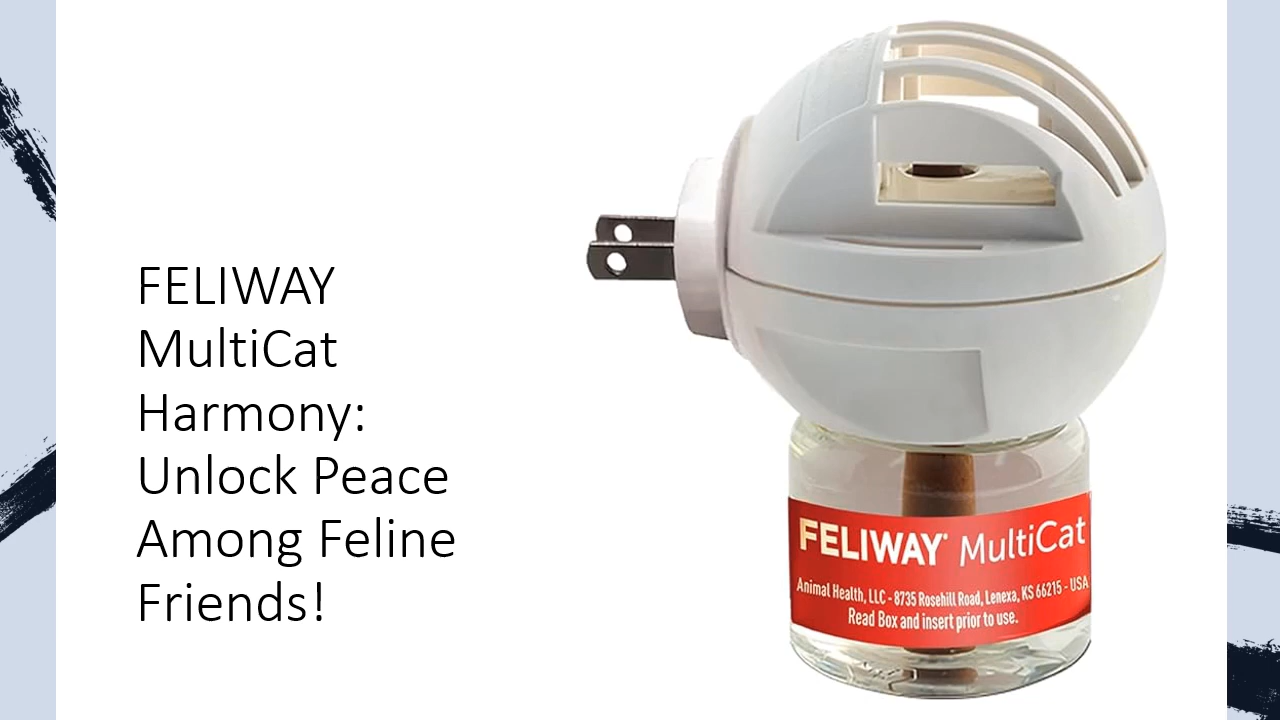 FELIWAY
MultiCat
Harmony:
Unlock Peace
Among Feline
Friends!
FELIWAY® MultiCat
Animal Health, LLC - 8735 Rosehill Road, Lenexa, KS 66215 - USA
Read Box and insert prior to use.